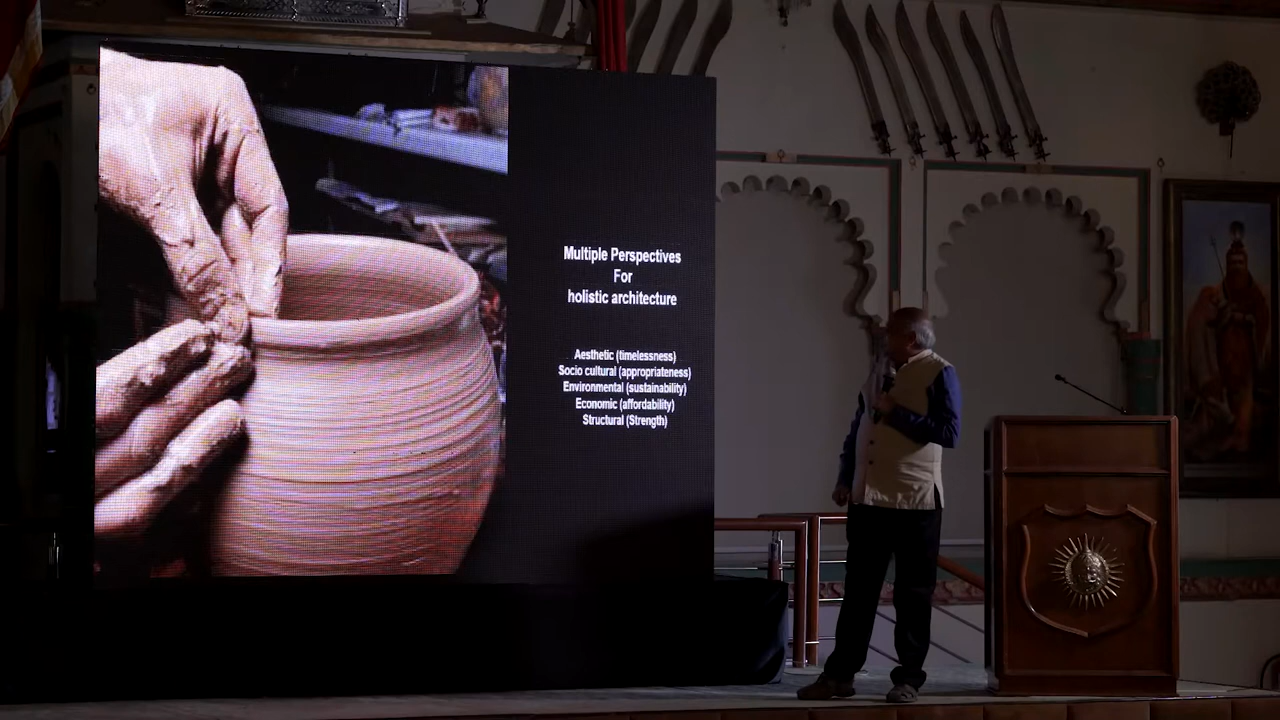 Multiple Perspectives
For
holistic architecture
Aesthetic (timelessness)
Socio cultural (appropriateness)
Environmental (sustainability)
Economic (affordability)
Structural (Strength)